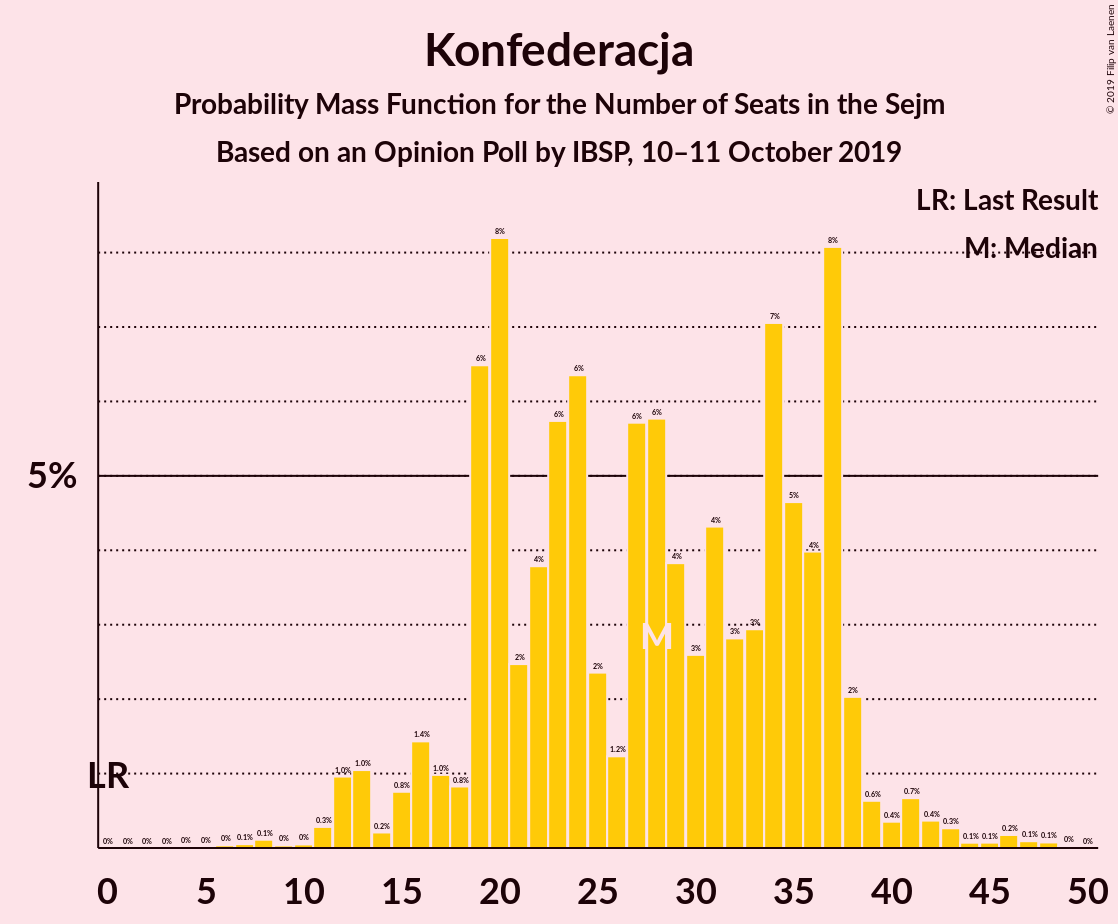 Konfederacja
Probability Mass Function for the Number of Seats in the Sejm
Based on an Opinion Poll by IBSP, 10–11 October 2019
© 2019 Filip van Laenen
LR: Last Result
M: Median
5%
LR
M
0% 0% 0% 0% 0% 0% 0% 0.1% 0.1% 0% 0% 0.3% 1.0% 1.0% 0.2% 0.8% 1.4% 1.0% 0.8% 6% 8% 2% 4% 6% 6% 2% 1.2% 6% 6% 4% 3% 4% 3% 3% 7% 5% 4% 8% 2% 0.6% 0.4% 0.7% 0.4% 0.3% 0.1% 0.1% 0.2% 0.1% 0.1% 0% 0%
0 5 10 15 20 25 30 35 40 45 50